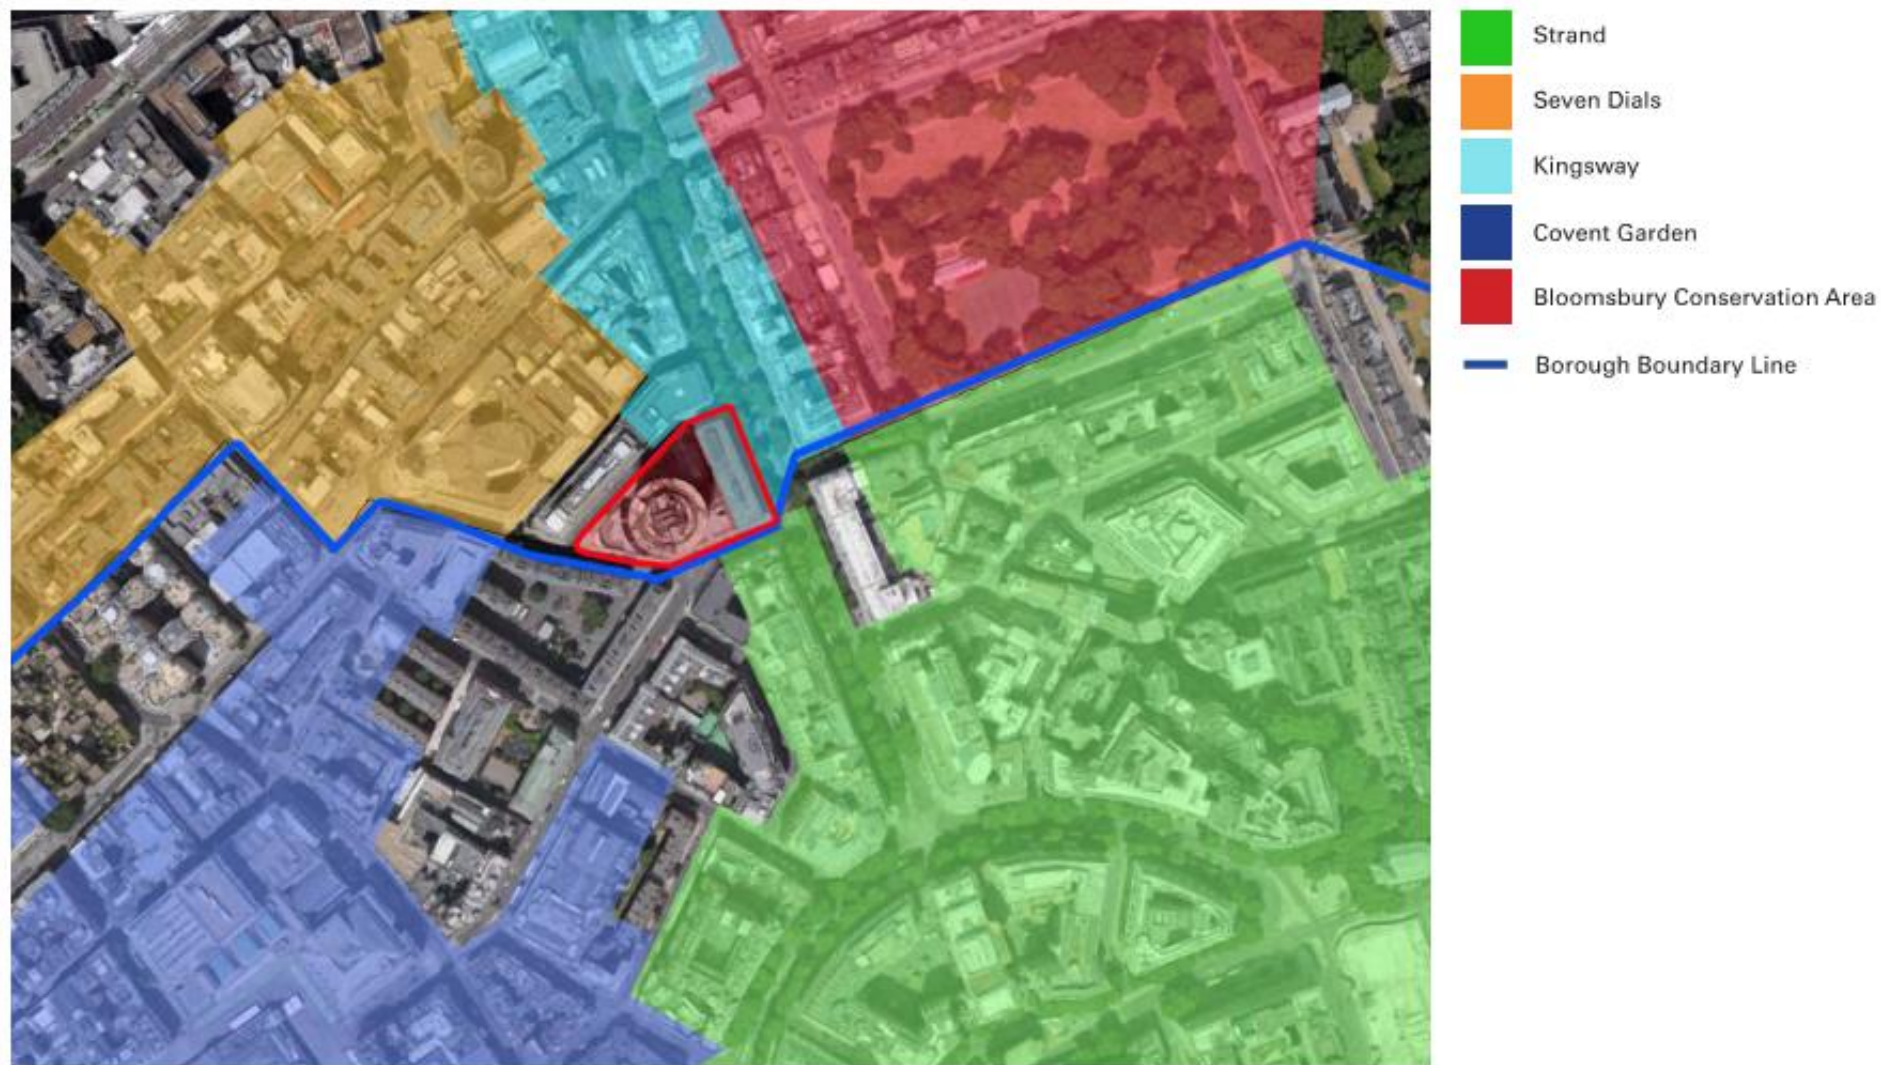 Strand
Seven Dials
Kingsway
Covent Garden
Bloomsbury Conservation Area
Borough Boundary Line